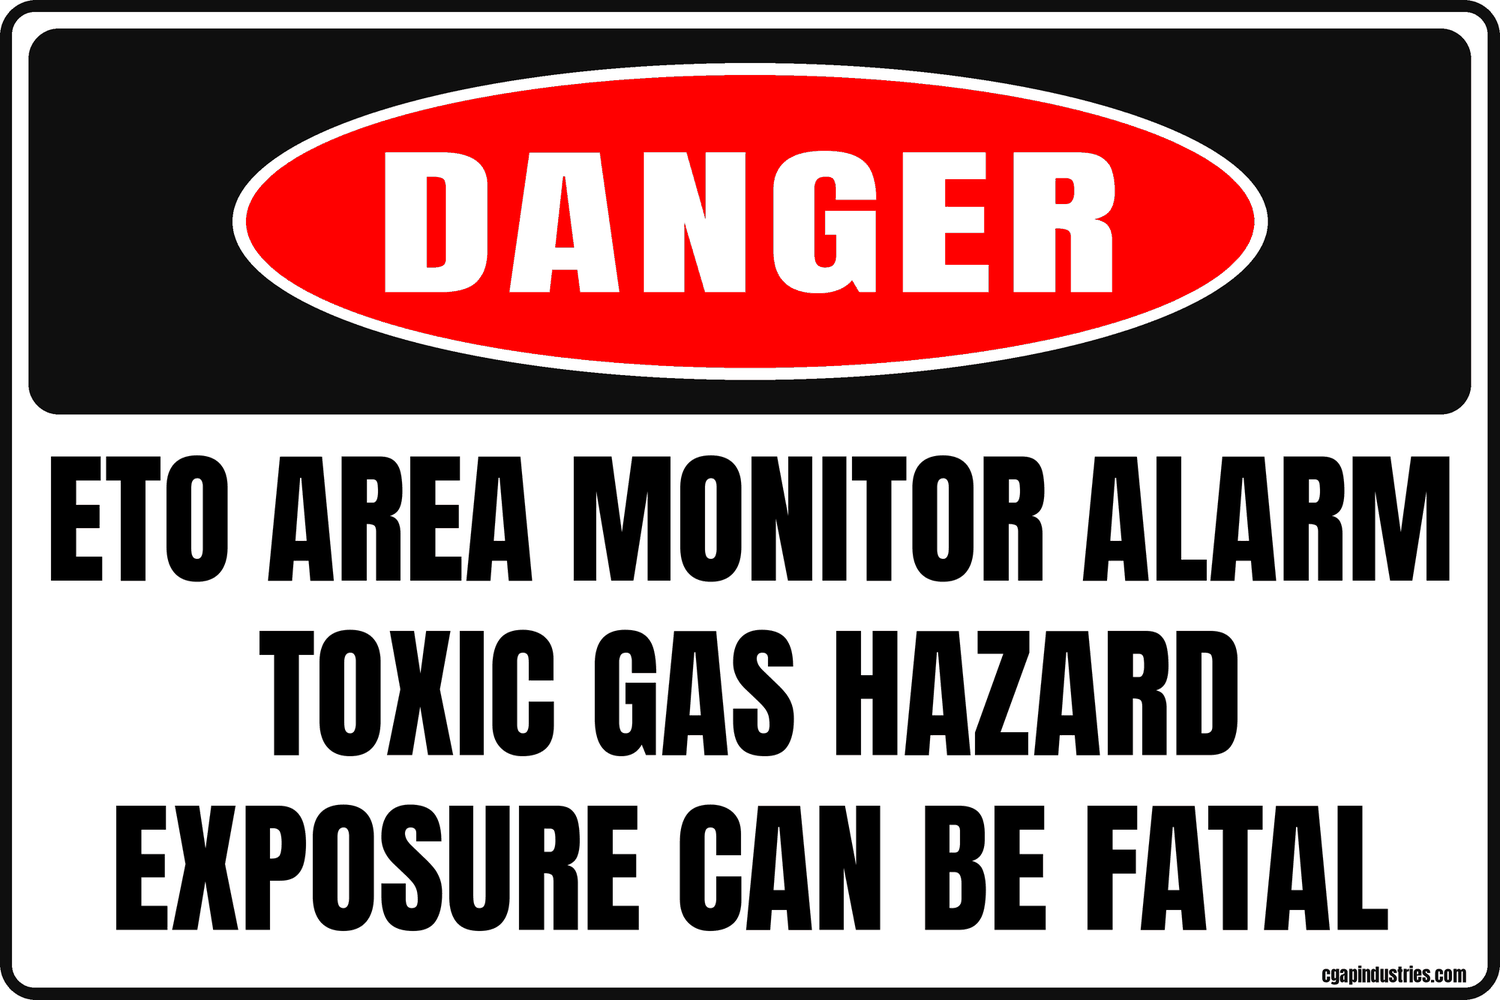 DANGER
ETO AREA MONITOR ALARM
TOXIC GAS HAZARD
EXPOSURE CAN BE FATAL
cgapindustries.com